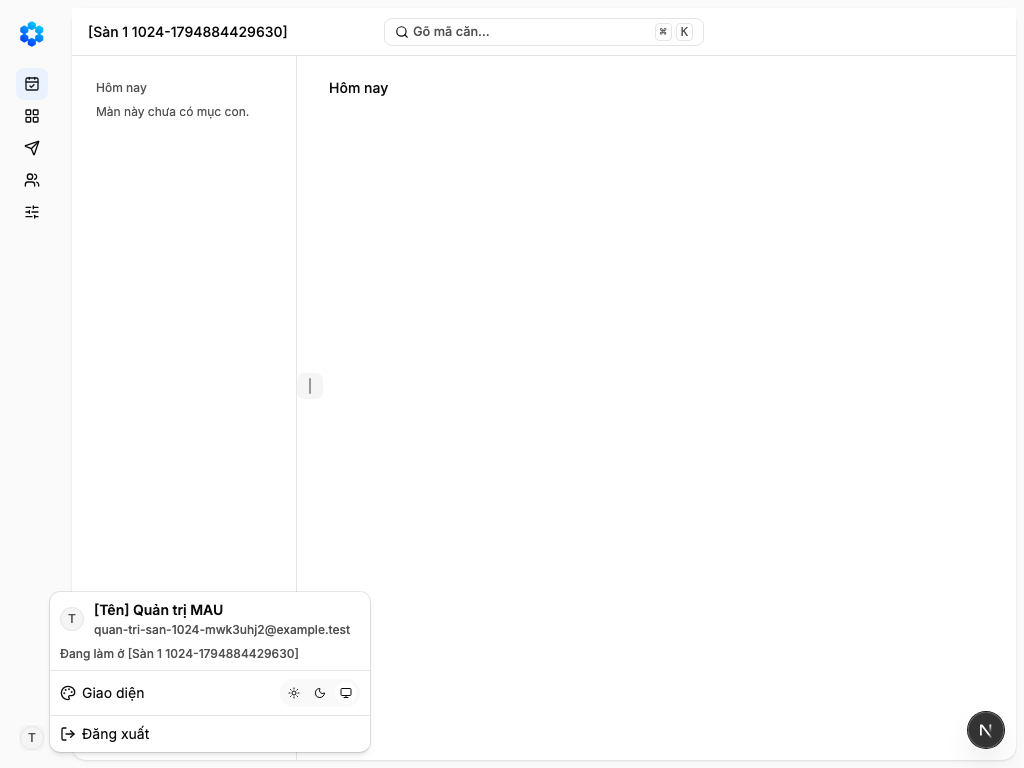 [Sàn 1 1024-1794884429630]
Gõ mã căn...
⌘ K
Hôm nay
Màn này chưa có mục con.
Hôm nay
T
[Tên] Quản trị MAU
quan-tri-san-1024-mwk3uhj2@example.test
Đang làm ở [Sàn 1 1024-1794884429630]
Giao diện
Đăng xuất
T
N